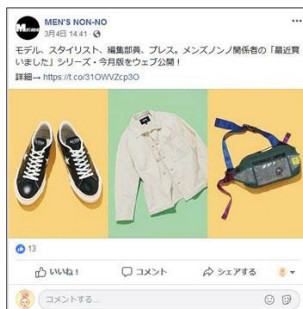 MEN'S NON-NO
3月4日 14:41
モデル、スタイリスト、編集部員、プレス。メンズノンノ関係者の「最近買
いました」シリーズ・今月版をウェブ公開！
詳細→ https://t.co/31OWVZcp3O
13
いいね！ コメント シェアする
コメントする...